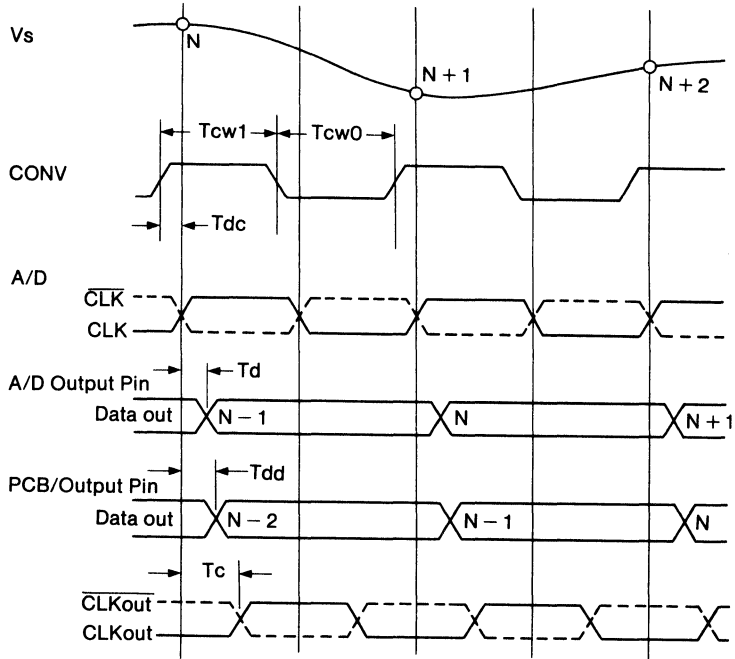 Vs
N
N + 1
N + 2
Tcw1
Tcw0
CONV
Tdc
A/D
CLK
CLK
Td
A/D Output Pin
Data out
N − 1
N
N + 1
Tdd
PCB/Output Pin
Data out
N − 2
N − 1
N
Tc
CLKout
CLKout